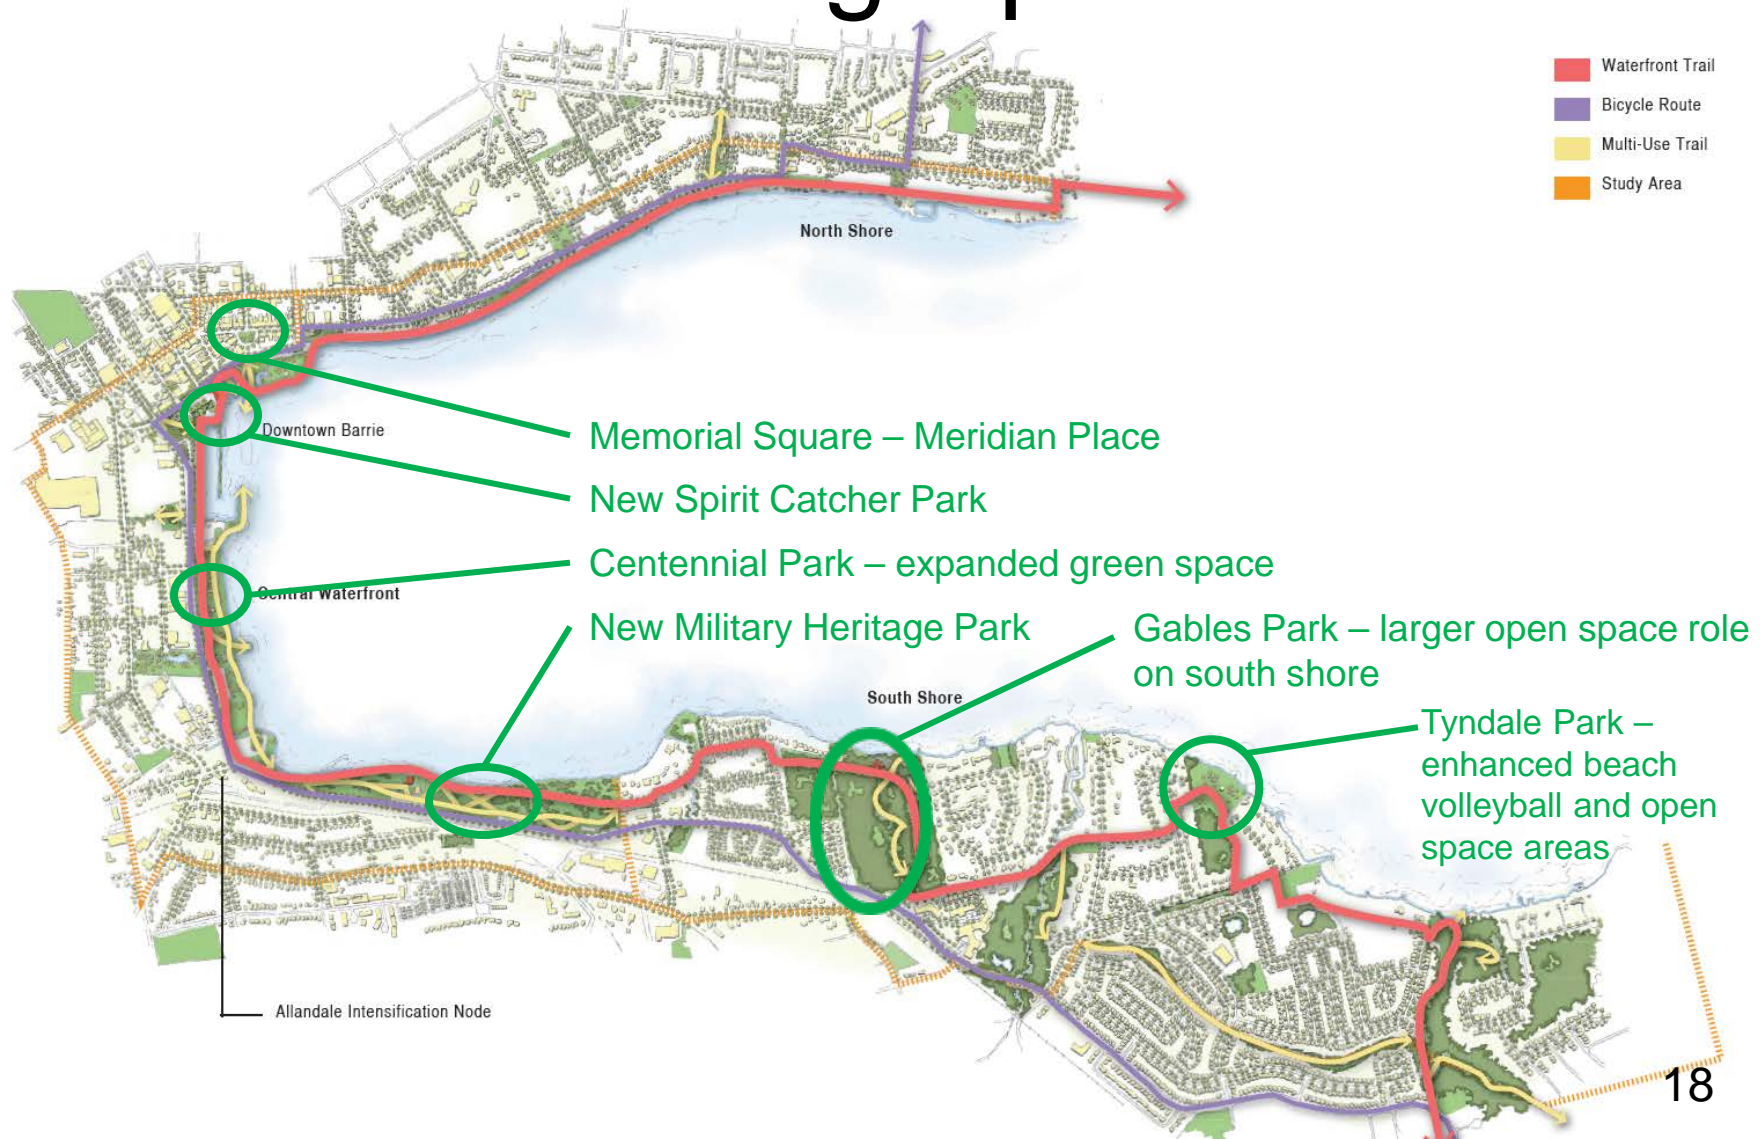 Waterfront Trail
Bicycle Route
Multi-Use Trail
Study Area
North Shore
Downtown Barrie
Memorial Square – Meridian Place
New Spirit Catcher Park
Centennial Park – expanded green space
Central Waterfront
New Military Heritage Park
Gables Park – larger open space role
on south shore
South Shore
Tyndale Park –
enhanced beach
volleyball and open
space areas
Allandale Intensification Node
18